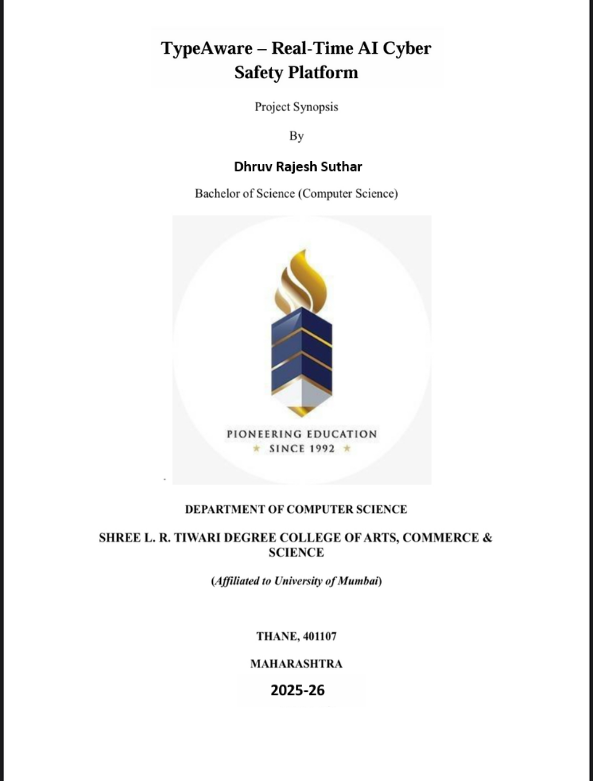 TypeAware – Real-Time AI Cyber
Safety Platform
Project Synopsis
By
Dhruv Rajesh Suthar
Bachelor of Science (Computer Science)
PIONEERING EDUCATION
★ SINCE 1992 ★
DEPARTMENT OF COMPUTER SCIENCE
SHREE L. R. TIWARI DEGREE COLLEGE OF ARTS, COMMERCE &
SCIENCE
(Affiliated to University of Mumbai)
THANE, 401107
MAHARASHTRA
2025-26